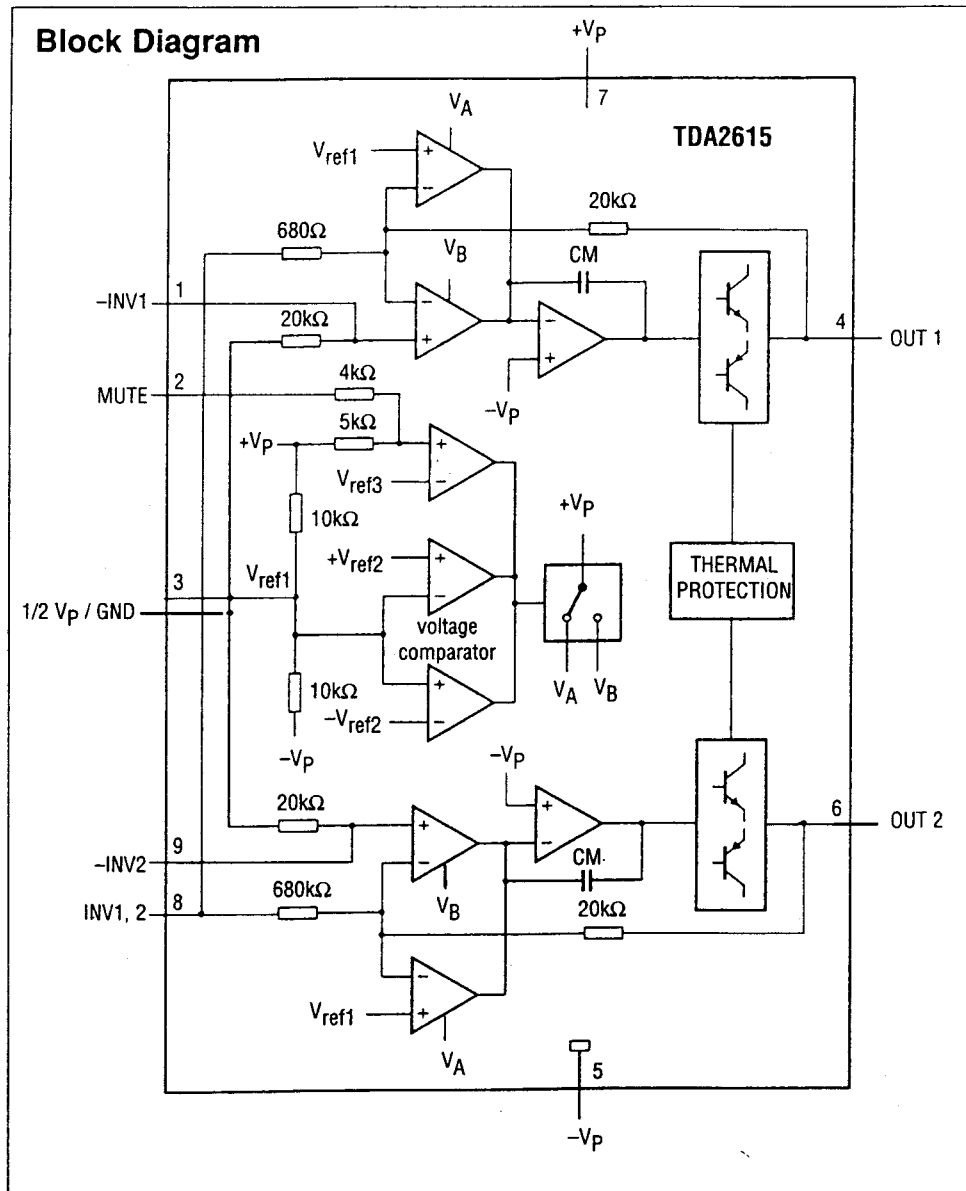 Block Diagram
+VP
7
VA
TDA2615
Vref1
20kΩ
680Ω
VB
CM
1
-INV1
20kΩ
4
OUT 1
2
4kΩ
MUTE
-VP
5kΩ
+VP
Vref3
10kΩ
+VP
THERMAL
PROTECTION
+Vref2
3
Vref1
1/2 VP / GND
voltage
comparator
VA
VB
10kΩ
-Vref2
-VP
-VP
20kΩ
6
OUT 2
9
-INV2
CM
VB
680kΩ
20kΩ
8
INV1, 2
Vref1
VA
5
-VP